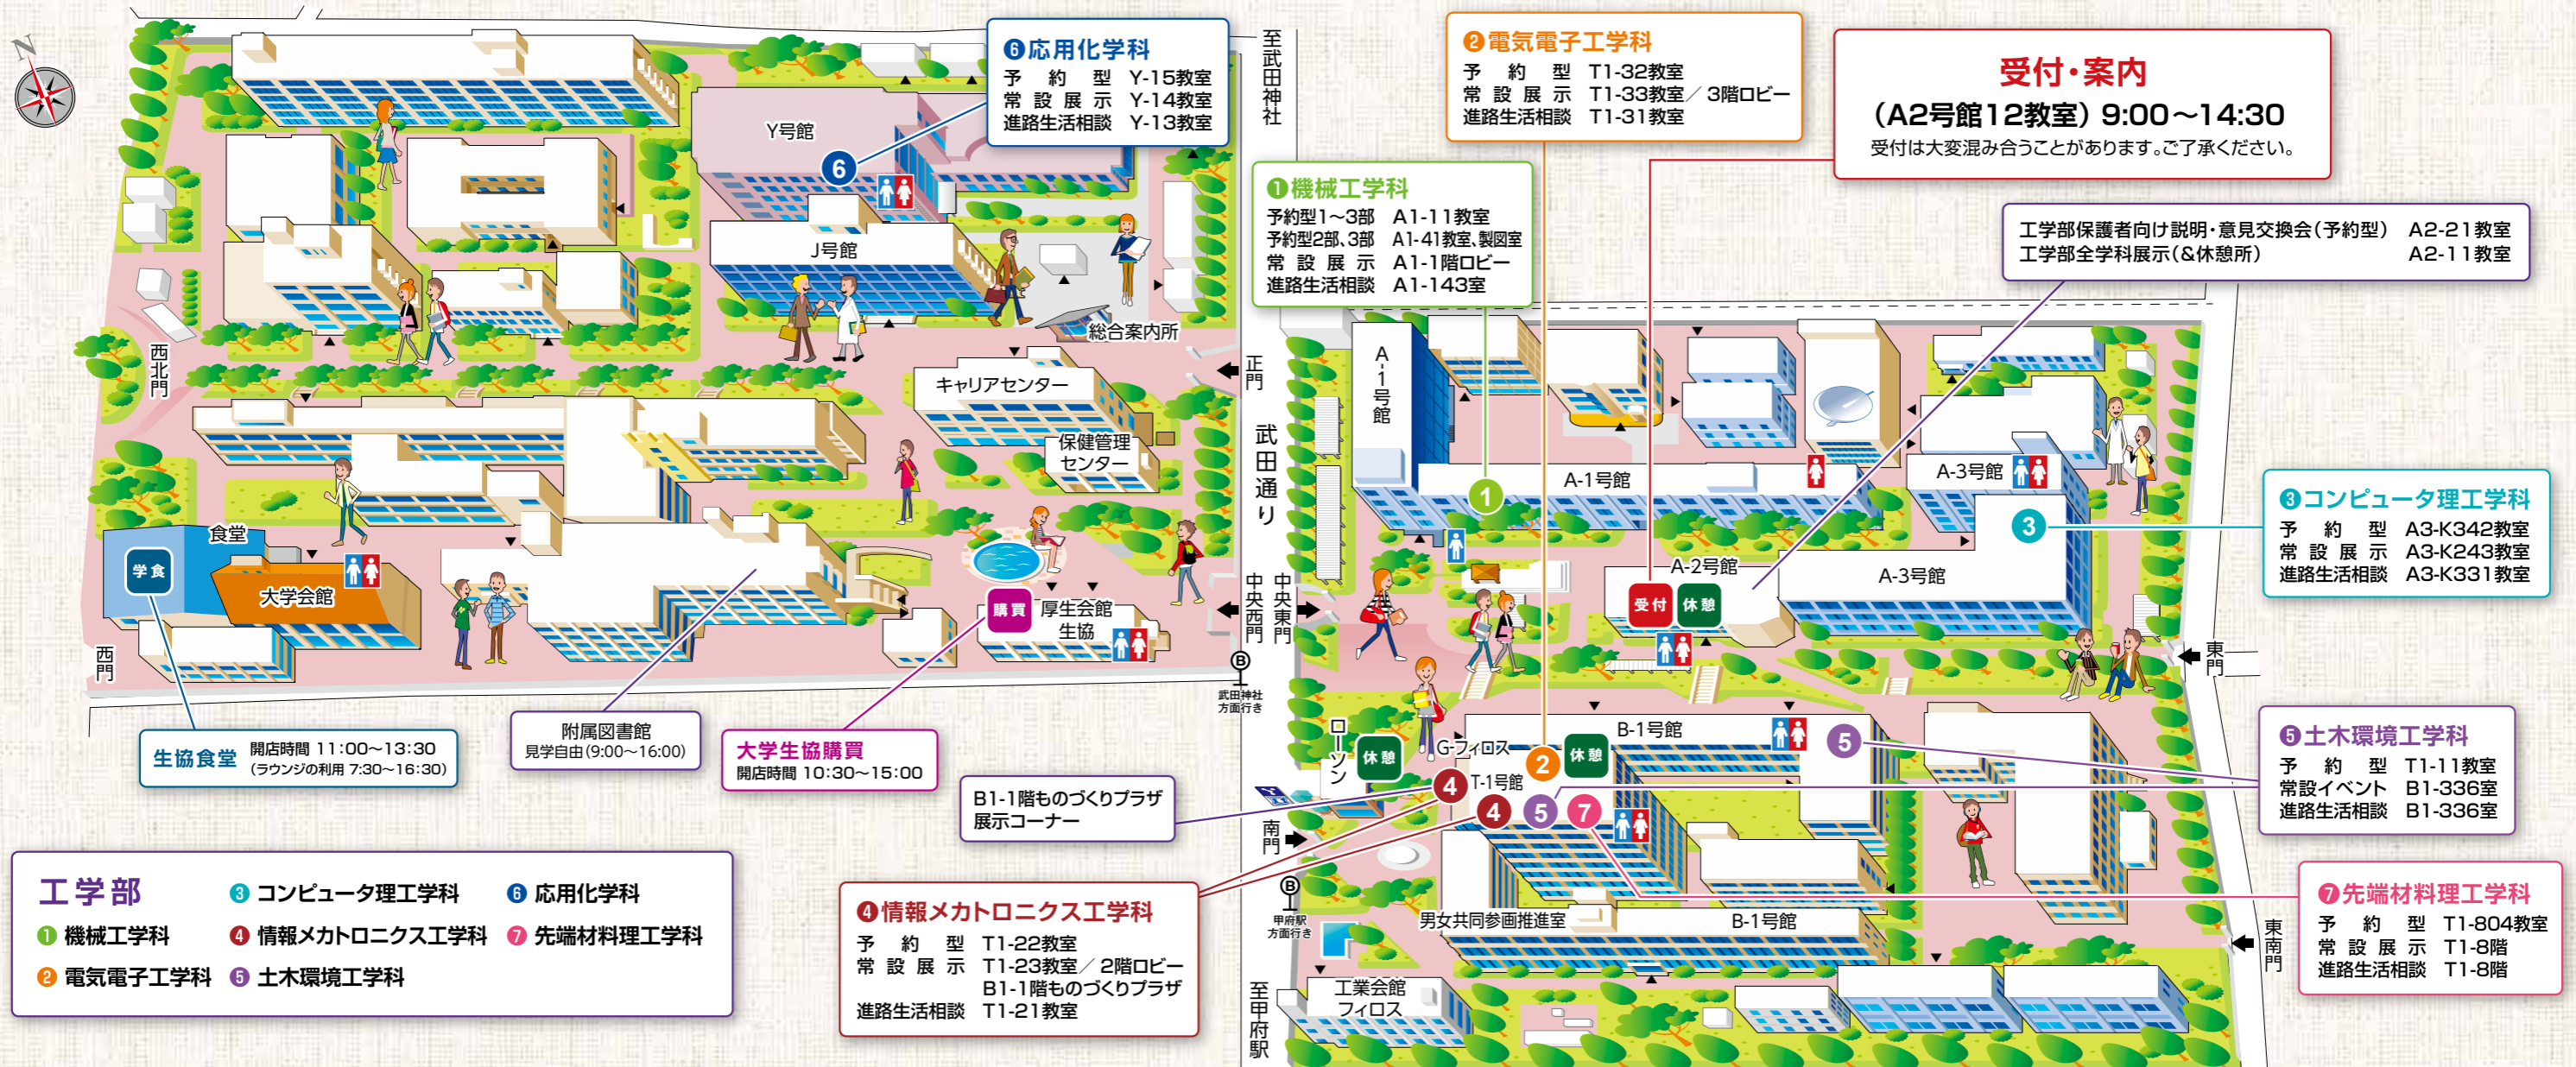 N
❻応用化学科
予約型 Y-15教室
常設展示 Y-14教室
進路生活相談 Y-13教室
至武田神社
❷電気電子工学科
予約型 T1-32教室
常設展示 T1-33教室／3階ロビー
進路生活相談 T1-31教室
受付・案内
（A2号館12教室）9:00〜14:30
受付は大変混み合うことがあります。ご了承ください。
❶機械工学科
予約型1〜3部 A1-11教室
予約型2部、3部 A1-41教室、製図室
常設展示 A1-1階ロビー
進路生活相談 A1-143室
工学部保護者向け説明・意見交換会（予約型） A2-21教室
工学部全学科展示（&休憩所） A2-11教室
Y号館
6
J号館
総合案内所
西北門
正門
キャリアセンター
保健管理
センター
武田通り
A-1号館
A-1号館
1
A-3号館
3
❸コンピュータ理工学科
予約型 A3-K342教室
常設展示 A3-K243教室
進路生活相談 A3-K331教室
食堂
学食
大学会館
購買
厚生会館
生協
中央西門
中央東門
A-2号館
受付
休憩
A-3号館
西門
東門
B
武田神社
方面行き
生協食堂 開店時間 11:00〜13:30
（ラウンジの利用 7:30〜16:30）
附属図書館
見学自由（9:00〜16:00）
大学生協購買
開店時間 10:30〜15:00
ローソン
休憩
G-フィロス
2
休憩
B-1号館
5
❺土木環境工学科
予約型 T1-11教室
常設イベント B1-336室
進路生活相談 B1-336室
B1-1階ものづくりプラザ
展示コーナー
4
T-1号館
4
5
7
南門
B
甲府駅
方面行き
男女共同参画推進室
B-1号館
❼先端材料理工学科
予約型 T1-804教室
常設展示 T1-8階
進路生活相談 T1-8階
東南門
工学部
❶機械工学科
❷電気電子工学科
❸コンピュータ理工学科
❹情報メカトロニクス工学科
❺土木環境工学科
❻応用化学科
❼先端材料理工学科
❹情報メカトロニクス工学科
予約型 T1-22教室
常設展示 T1-23教室／2階ロビー
B1-1階ものづくりプラザ
進路生活相談 T1-21教室
工業会館
フィロス
至甲府駅